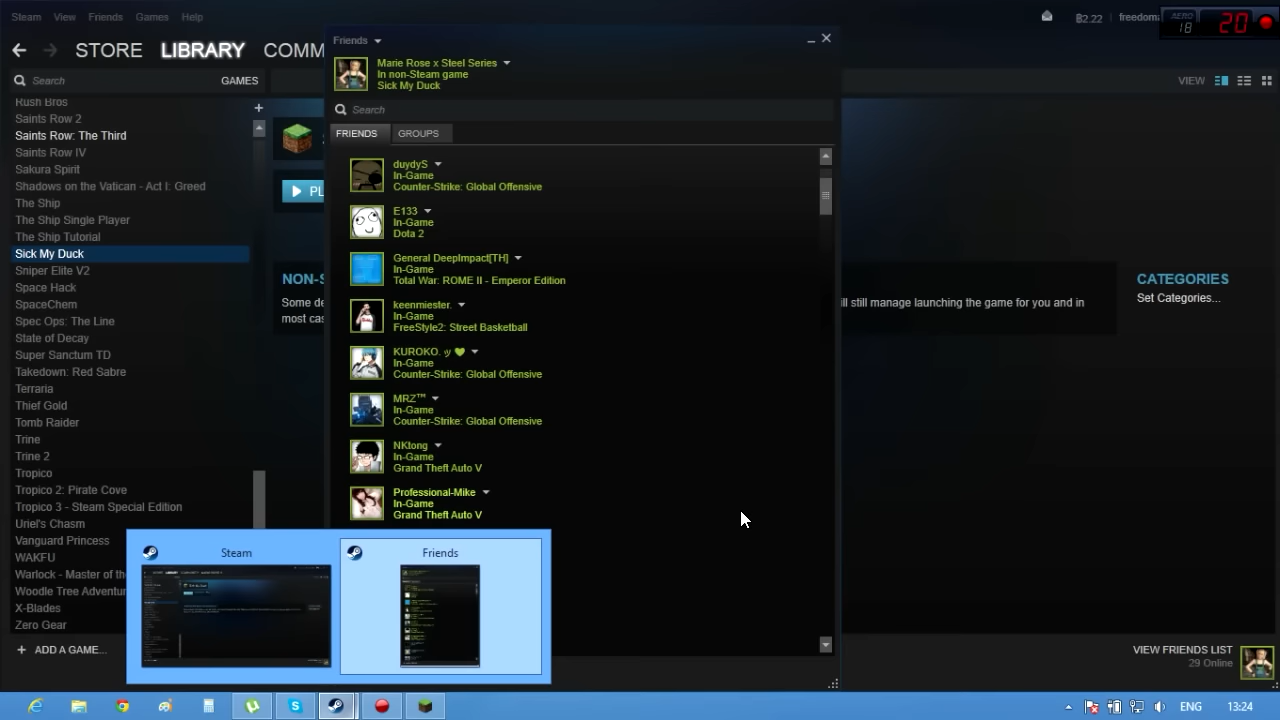 Steam View Friends Games Help
฿2.22 freedoma
AERO
18
20
STORE LIBRARY COMM
Search GAMES
VIEW
Friends
Marie Rose x Steel Series
In non-Steam game
Sick My Duck
Search
FRIENDS GROUPS
duydyS
In-Game
Counter-Strike: Global Offensive
E133
In-Game
Dota 2
General DeepImpact[TH]
In-Game
Total War: ROME II - Emperor Edition
keenmiester.
In-Game
FreeStyle2: Street Basketball
KUROKO. ッ ♥
In-Game
Counter-Strike: Global Offensive
MRZ™
In-Game
Counter-Strike: Global Offensive
NKtong
In-Game
Grand Theft Auto V
Professional-Mike
In-Game
Grand Theft Auto V
Rush Bros
Saints Row 2
Saints Row: The Third
Saints Row IV
Sakura Spirit
Shadows on the Vatican - Act I: Greed
The Ship
The Ship Single Player
The Ship Tutorial
Sick My Duck
Sniper Elite V2
Space Hack
SpaceChem
Spec Ops: The Line
State of Decay
Super Sanctum TD
Takedown: Red Sabre
Terraria
Thief Gold
Tomb Raider
Trine
Trine 2
Tropico
Tropico 2: Pirate Cove
Tropico 3 - Steam Special Edition
Uriel's Chasm
Vanguard Princess
WAKFU
Warlock - Master of the
Woodle Tree Adventur
X-Blades
Zero Gear
+ ADD A GAME...
PL
NON-S
Some de
most cas
ill still manage launching the game for you and in
CATEGORIES
Set Categories...
Steam
Friends
VIEW FRIENDS LIST
29 Online
ENG 13:24